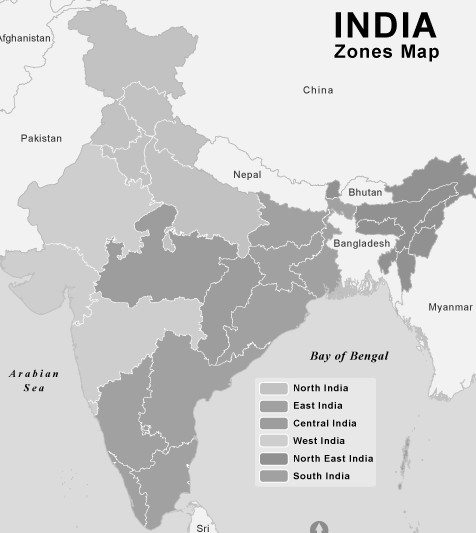 INDIA
Zones Map
Afghanistan
China
Pakistan
Nepal
Bhutan
Bangladesh
Myanmar
Bay of Bengal
Arabian
Sea
North India
East India
Central India
West India
North East India
South India
Sri